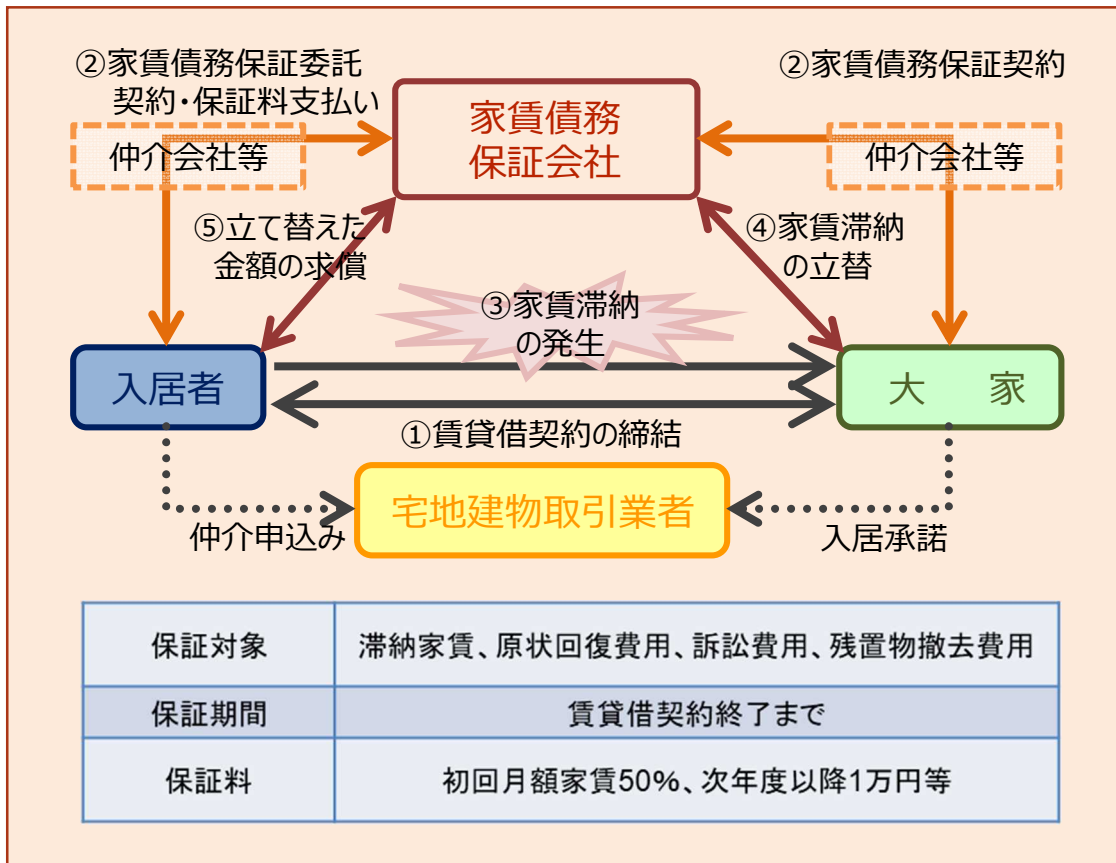 ②家賃債務保証委託
契約・保証料支払い
②家賃債務保証契約
家賃債務
保証会社
仲介会社等
仲介会社等
⑤立て替えた
金額の求償
④家賃滞納
の立替
③家賃滞納
の発生
入居者
大　家
①賃貸借契約の締結
宅地建物取引業者
仲介申込み
入居承諾
保証対象
滞納家賃、原状回復費用、訴訟費用、残置物撤去費用
保証期間
賃貸借契約終了まで
保証料
初回月額家賃50%、次年度以降1万円等